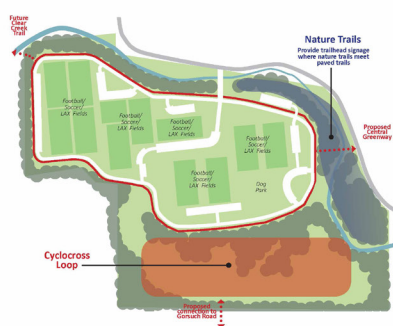 Future
Clear
Creek
Trail
Nature Trails
Provide trailhead signage
where nature trails meet
paved trails
Football/
Soccer/
LAX Fields
Football/
Soccer/
LAX Fields
Football/
Soccer/
LAX Fields
Football/
Soccer/
LAX Fields
Football/
Soccer/
LAX Fields
Dog
Park
Proposed
Central
Greenway
Cyclocross
Loop
Proposed
connection to
Gorsuch Road